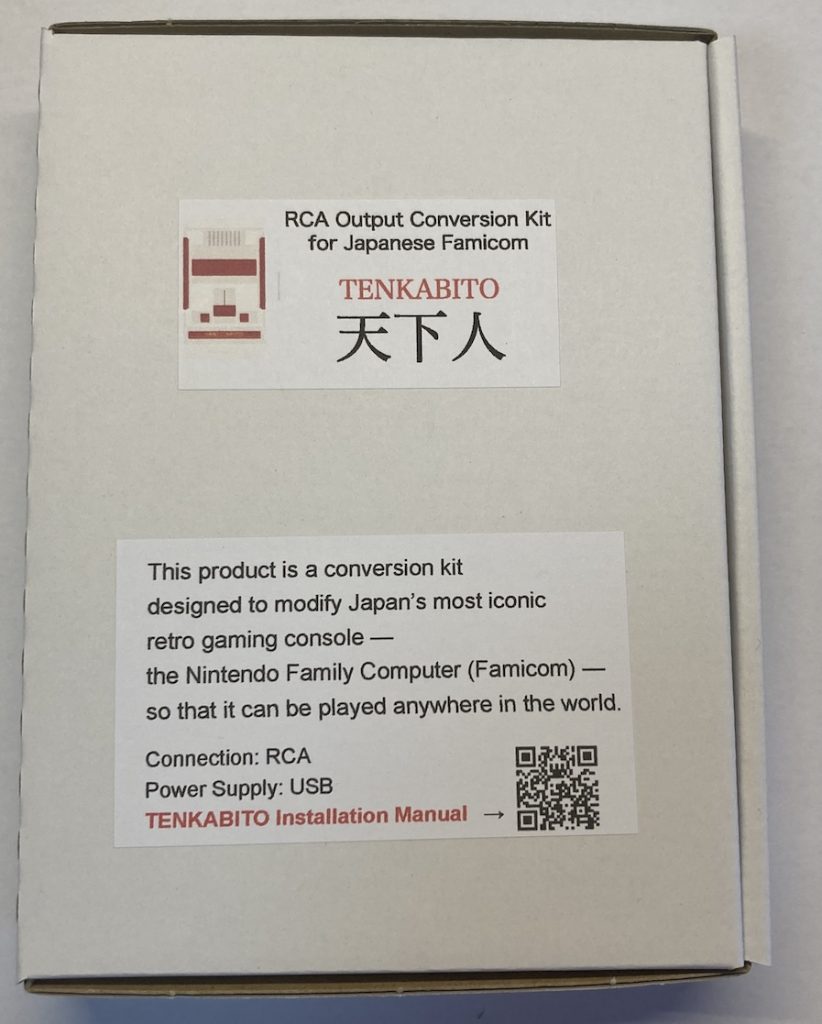 RCA Output Conversion Kit
for Japanese Famicom
TENKABITO
天下人
This product is a conversion kit
designed to modify Japan's most iconic
retro gaming console —
the Nintendo Family Computer (Famicom) —
so that it can be played anywhere in the world.
Connection: RCA
Power Supply: USB
TENKABITO Installation Manual →